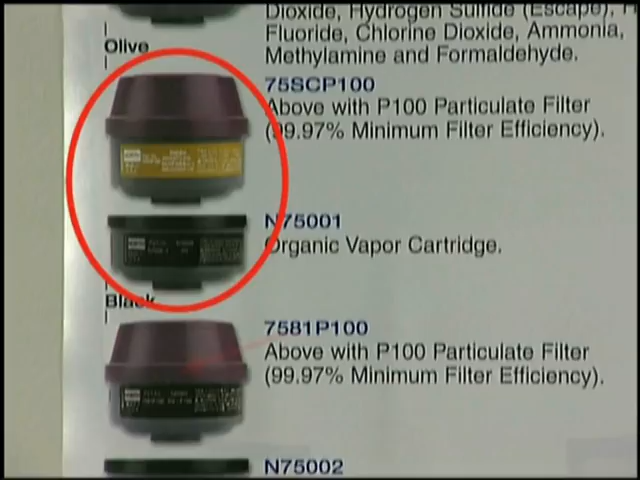 Dioxide, Hydrogen Sulfide (Escape),
Fluoride, Chlorine Dioxide, Ammonia,
Methylamine and Formaldehyde.
Olive
75SCP100
Above with P100 Particulate Filter
(99.97% Minimum Filter Efficiency).
N75001
Organic Vapor Cartridge.
Black
7581P100
Above with P100 Particulate Filter
(99.97% Minimum Filter Efficiency).
N75002